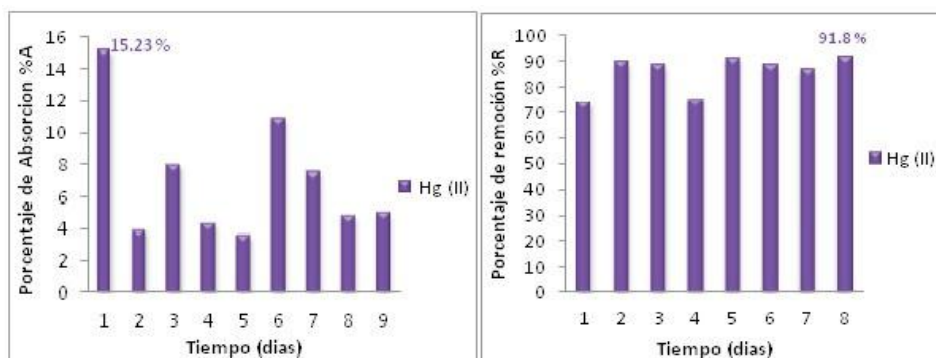 Porcentaje de Absorcion %A
16
14
12
10
8
6
4
2
0
15.23 %
1 2 3 4 5 6 7 8 9
Tiempo (dias)
Hg (II)
Porcentaje de remoción %R
100
90
80
70
60
50
40
30
20
10
0
91.8 %
1 2 3 4 5 6 7 8
Tiempo (dias)
Hg (II)